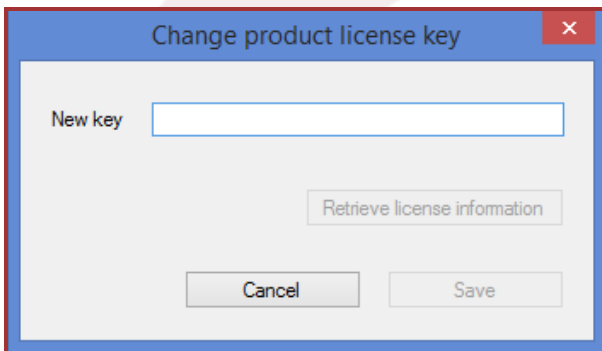 Change product license key
New key
Retrieve license information
Cancel Save